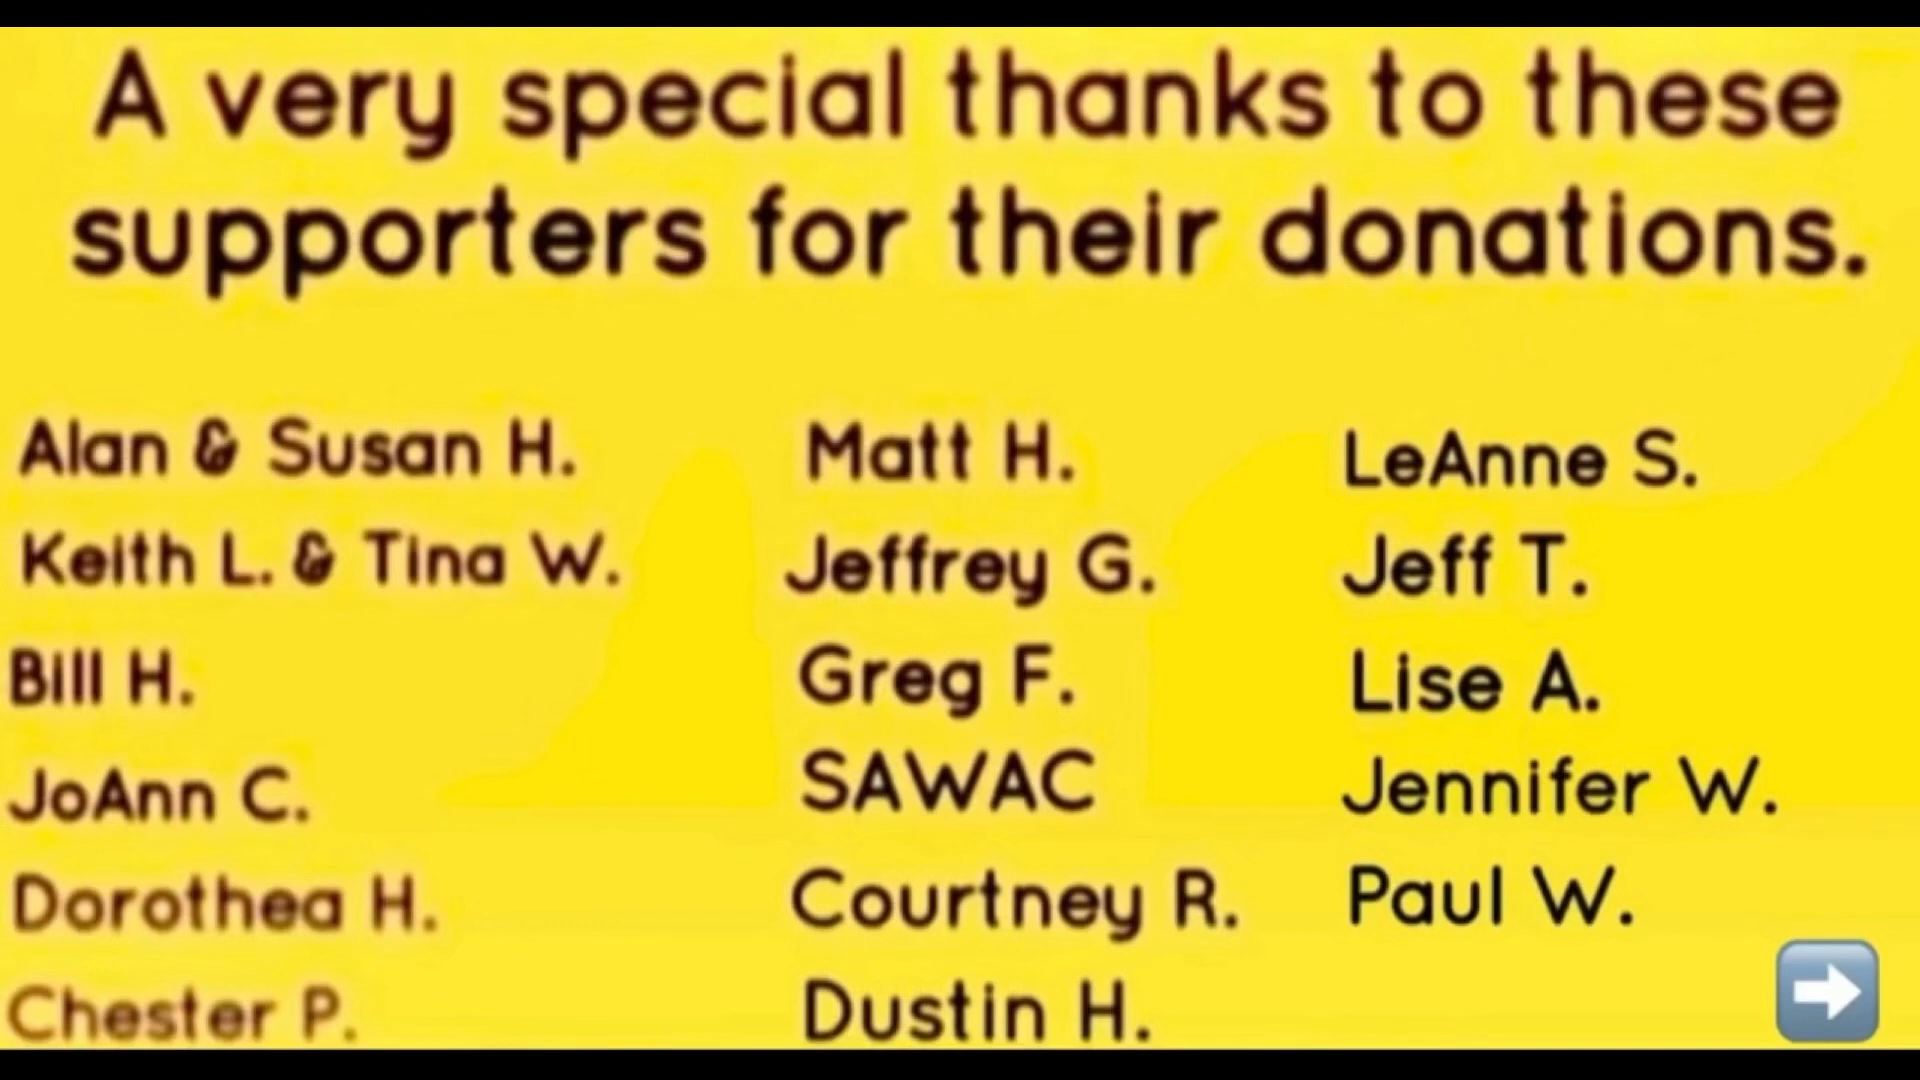 A very special thanks to these
supporters for their donations.
Alan & Susan H.
Keith L. & Tina W.
Bill H.
JoAnn C.
Dorothea H.
Chester P.
Matt H.
Jeffrey G.
Greg F.
SAWAC
Courtney R.
Dustin H.
LeAnne S.
Jeff T.
Lise A.
Jennifer W.
Paul W.